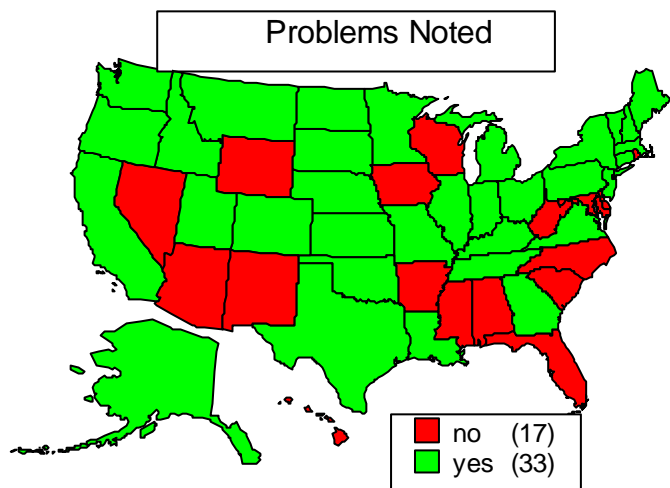 Problems Noted
no (17)
yes (33)